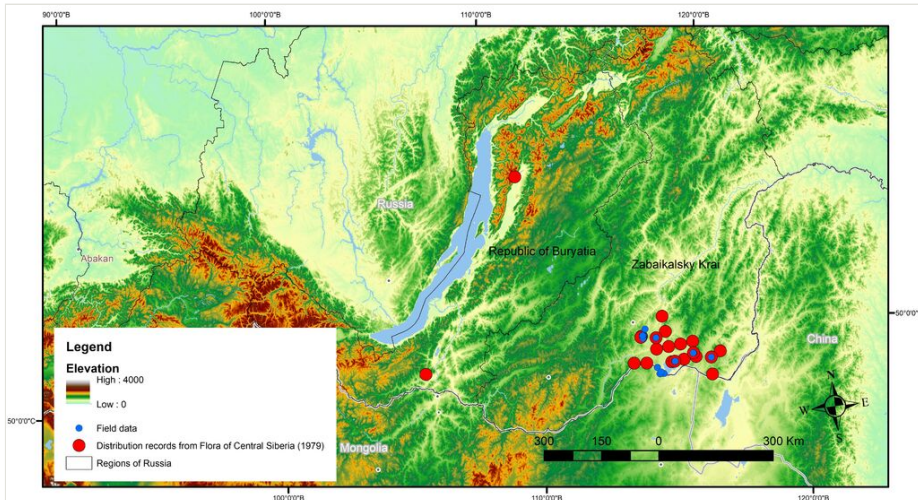 90°0'0"В
100°0'0"В
110°0'0"В
120°0'0"В
Russia
Republic of Buryatia
Abakan
Zabaikalsky Krai
50°0'0"С
China
Legend
Elevation
High : 4000
Low : 0
Field data
Distribution records from Flora of Central Siberia (1979)
Regions of Russia
50°0'0"С
Mongolia
N
W
E
S
300
150
0
300 Km
100°0'0"В
110°0'0"В
120°0'0"В